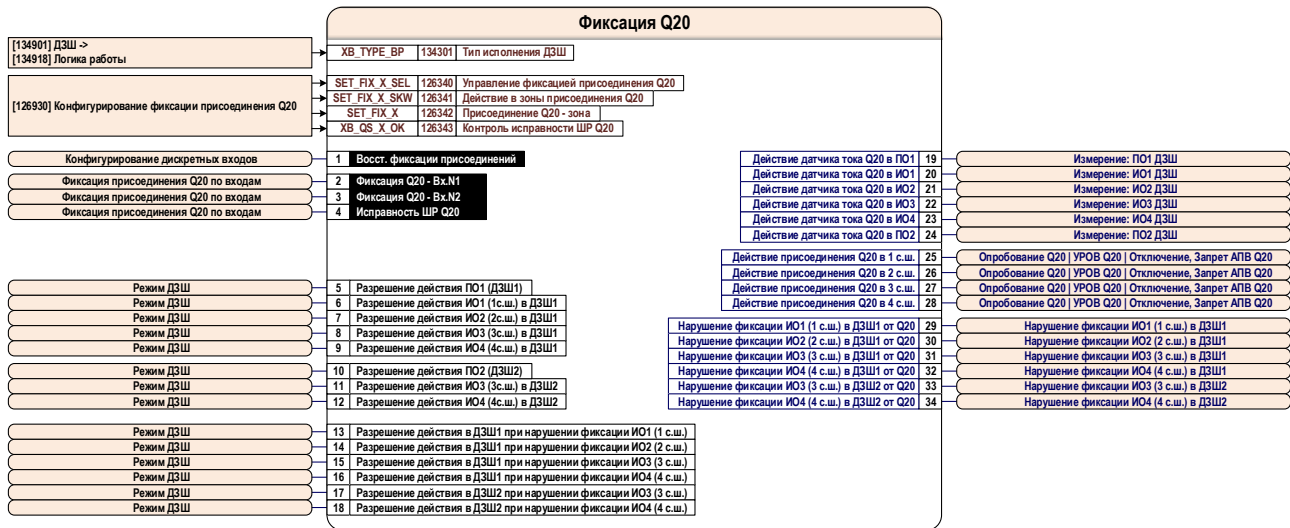 Фиксация Q20
[134901] ДЗШ ->
[134918] Логика работы
XB_TYPE_BP 134301 Тип исполнения ДЗШ
[126930] Конфигурирование фиксации присоединения Q20
SET_FIX_X_SEL 126340 Управление фиксацией присоединения Q20
SET_FIX_X_SKW 126341 Действие в зоны присоединения Q20
SET_FIX_X 126342 Присоединение Q20 - зона
XB_QS_X_OK 126343 Контроль исправности ШР Q20
Конфигурирование дискретных входов 1 Восст. фиксации присоединений
Фиксация присоединения Q20 по входам 2 Фиксация Q20 - Вх.N1
Фиксация присоединения Q20 по входам 3 Фиксация Q20 - Вх.N2
Фиксация присоединения Q20 по входам 4 Исправность ШР Q20
Режим ДЗШ 5 Разрешение действия ПО1 (ДЗШ1)
Режим ДЗШ 6 Разрешение действия ИО1 (1с.ш.) в ДЗШ1
Режим ДЗШ 7 Разрешение действия ИО2 (2с.ш.) в ДЗШ1
Режим ДЗШ 8 Разрешение действия ИО3 (3с.ш.) в ДЗШ1
Режим ДЗШ 9 Разрешение действия ИО4 (4с.ш.) в ДЗШ1
Режим ДЗШ 10 Разрешение действия ПО2 (ДЗШ2)
Режим ДЗШ 11 Разрешение действия ИО3 (3с.ш.) в ДЗШ2
Режим ДЗШ 12 Разрешение действия ИО4 (4с.ш.) в ДЗШ2
Режим ДЗШ 13 Разрешение действия в ДЗШ1 при нарушении фиксации ИО1 (1 с.ш.)
Режим ДЗШ 14 Разрешение действия в ДЗШ1 при нарушении фиксации ИО2 (2 с.ш.)
Режим ДЗШ 15 Разрешение действия в ДЗШ1 при нарушении фиксации ИО3 (3 с.ш.)
Режим ДЗШ 16 Разрешение действия в ДЗШ1 при нарушении фиксации ИО4 (4 с.ш.)
Режим ДЗШ 17 Разрешение действия в ДЗШ2 при нарушении фиксации ИО3 (3 с.ш.)
Режим ДЗШ 18 Разрешение действия в ДЗШ2 при нарушении фиксации ИО4 (4 с.ш.)
Действие датчика тока Q20 в ПО1 19 Измерение: ПО1 ДЗШ
Действие датчика тока Q20 в ИО1 20 Измерение: ИО1 ДЗШ
Действие датчика тока Q20 в ИО2 21 Измерение: ИО2 ДЗШ
Действие датчика тока Q20 в ИО3 22 Измерение: ИО3 ДЗШ
Действие датчика тока Q20 в ИО4 23 Измерение: ИО4 ДЗШ
Действие датчика тока Q20 в ПО2 24 Измерение: ПО2 ДЗШ
Действие присоединения Q20 в 1 с.ш. 25 Опробование Q20 | УРОВ Q20 | Отключение, Запрет АПВ Q20
Действие присоединения Q20 в 2 с.ш. 26 Опробование Q20 | УРОВ Q20 | Отключение, Запрет АПВ Q20
Действие присоединения Q20 в 3 с.ш. 27 Опробование Q20 | УРОВ Q20 | Отключение, Запрет АПВ Q20
Действие присоединения Q20 в 4 с.ш. 28 Опробование Q20 | УРОВ Q20 | Отключение, Запрет АПВ Q20
Нарушение фиксации ИО1 (1 с.ш.) в ДЗШ1 от Q20 29 Нарушение фиксации ИО1 (1 с.ш.) в ДЗШ1
Нарушение фиксации ИО2 (2 с.ш.) в ДЗШ1 от Q20 30 Нарушение фиксации ИО2 (2 с.ш.) в ДЗШ1
Нарушение фиксации ИО3 (3 с.ш.) в ДЗШ1 от Q20 31 Нарушение фиксации ИО3 (3 с.ш.) в ДЗШ1
Нарушение фиксации ИО4 (4 с.ш.) в ДЗШ1 от Q20 32 Нарушение фиксации ИО4 (4 с.ш.) в ДЗШ1
Нарушение фиксации ИО3 (3 с.ш.) в ДЗШ2 от Q20 33 Нарушение фиксации ИО3 (3 с.ш.) в ДЗШ2
Нарушение фиксации ИО4 (4 с.ш.) в ДЗШ2 от Q20 34 Нарушение фиксации ИО4 (4 с.ш.) в ДЗШ2